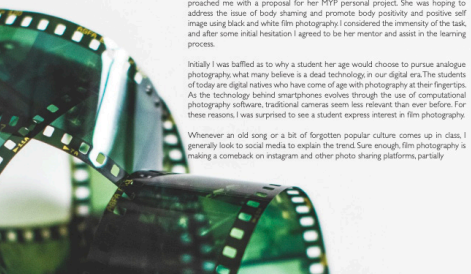 proached me with a proposal for her MYP personal project. She was hoping to
address the issue of body shaming and promote body positivity and positive self
image using black and white film photography. I considered the immensity of the task,
and after some initial hesitation I agreed to be her mentor and assist in the learning
process.
Initially I was baffled as to why a student her age would choose to pursue analogue
photography, what many believe is a dead technology, in our digital era. The students
of today are digital natives who have come of age with photography at their fingertips.
As the technology behind smartphones evolves through the use of computational
photography software, traditional cameras seem less relevant than ever before. For
these reasons, I was surprised to see a student express interest in film photography.
Whenever an old song or a bit of forgotten popular culture comes up in class, I
generally look to social media to explain the trend. Sure enough, film photography is
making a comeback on instagram and other photo sharing platforms, partially